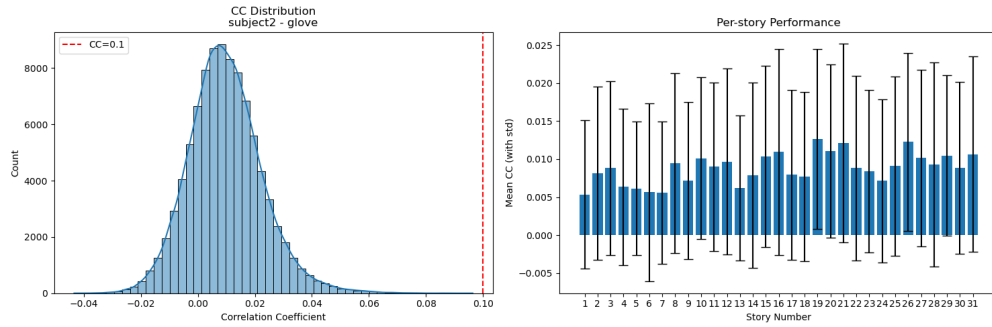 CC Distribution
subject2 - glove
CC=0.1
Count
8000
6000
4000
2000
0
−0.04
−0.02
0.00
0.02
0.04
0.06
0.08
0.10
Correlation Coefficient
Per-story Performance
Mean CC (with std)
0.025
0.020
0.015
0.010
0.005
0.000
−0.005
1 2 3 4 5 6 7 8 9 10 11 12 13 14 15 16 17 18 19 20 21 22 23 24 25 26 27 28 29 30 31
Story Number